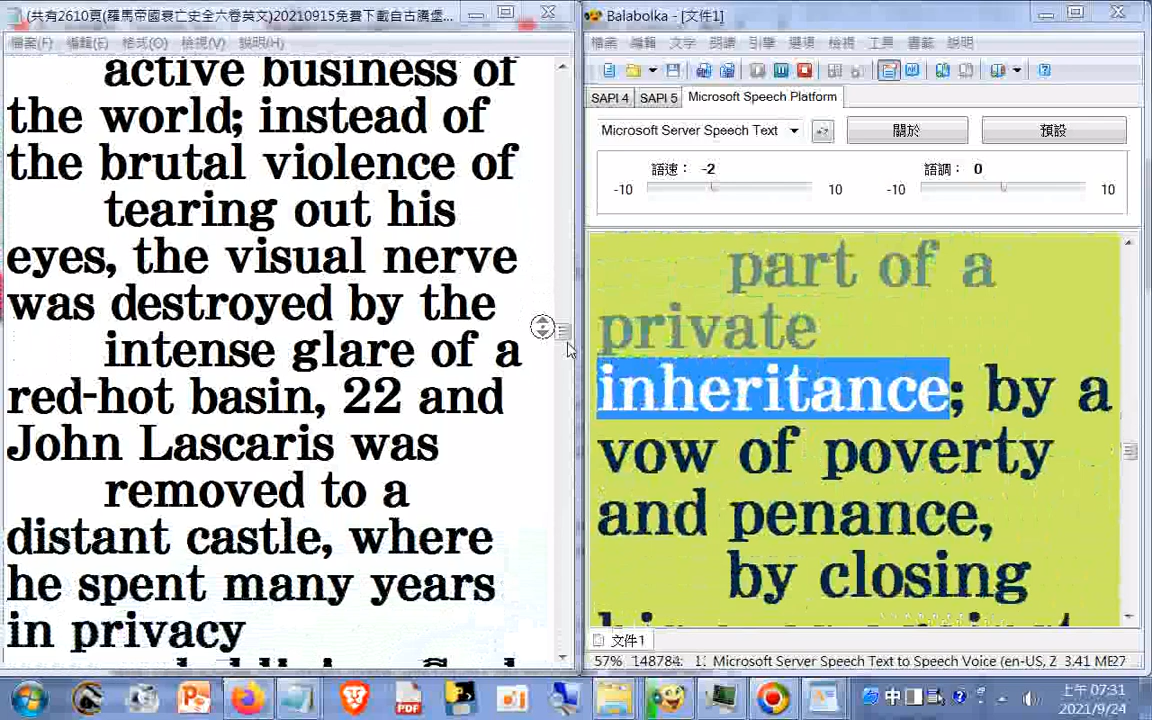 (共有2610頁(羅馬帝國衰亡史全六卷英文)20210915免費下載自古騰堡...
檔案(F) 編輯(E) 格式(O) 檢視(V) 說明(H)
active business of
the world; instead of
the brutal violence of
tearing out his
eyes, the visual nerve
was destroyed by the
intense glare of a
red-hot basin, 22 and
John Lascaris was
removed to a
distant castle, where
he spent many years
in privacy
Balabolka - [文件1]
檔案 編輯 文字 朗讀 引擎 選項 檢視 工具 書籤 說明
SAPI 4 SAPI 5 Microsoft Speech Platform
Microsoft Server Speech Text 關於 預設
語速： -2 語調： 0
-10 10 -10 10
part of a
private
inheritance; by a
vow of poverty
and penance,
by closing
文件1
57% 148784: Microsoft Server Speech Text to Speech Voice (en-US, Z 3.41 ME27
PDF 中 上午 07:31
2021/9/24